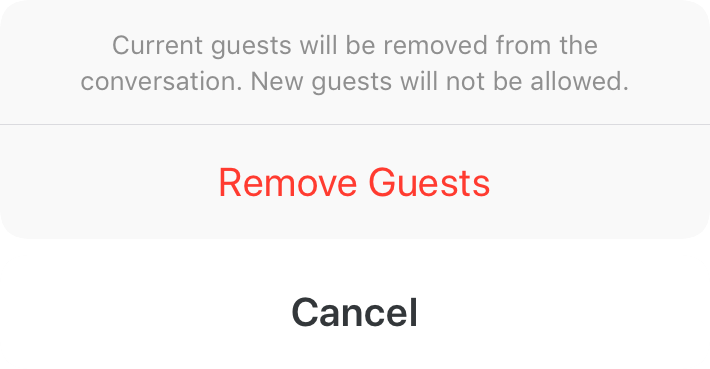 Current guests will be removed from the
conversation. New guests will not be allowed.
Remove Guests
Cancel